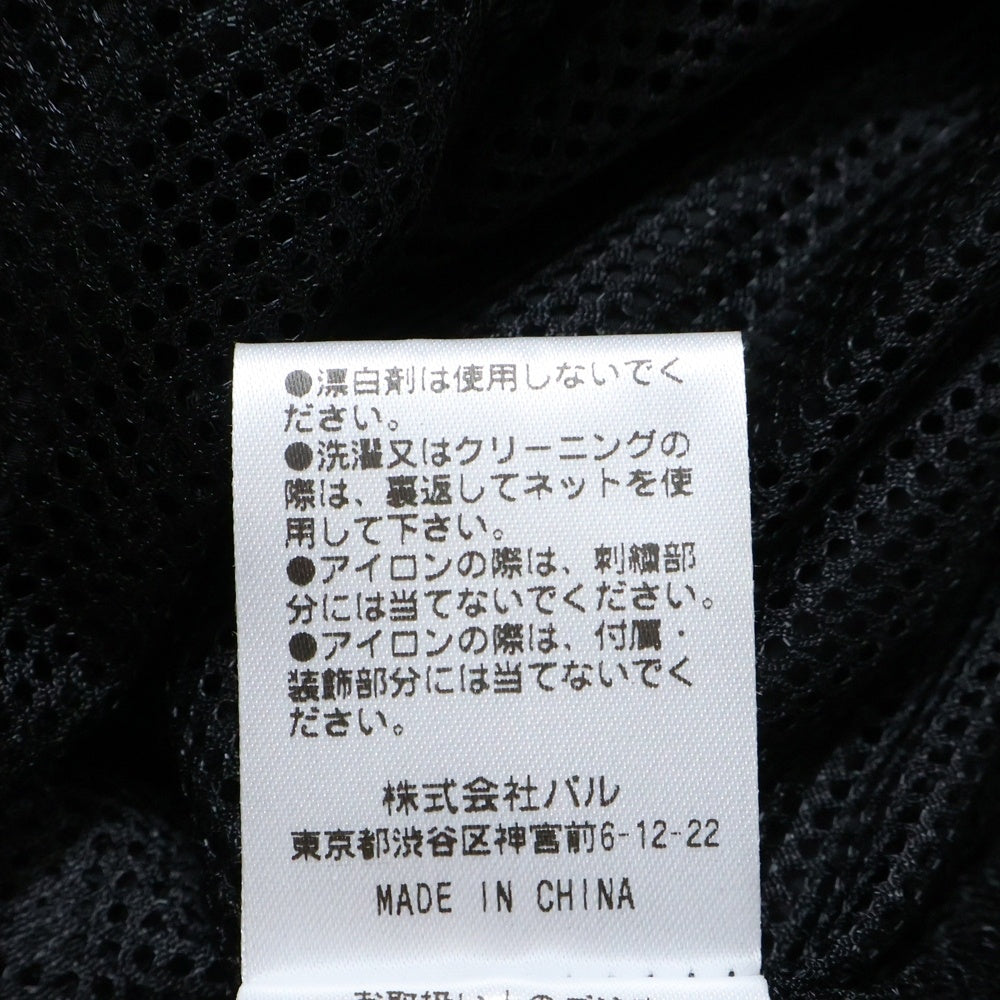 ●漂白剤は使用しないでく
ださい。
●洗濯又はクリーニングの
際は、裏返してネットを使
用して下さい。
●アイロンの際は、刺繍部
分には当てないでください。
●アイロンの際は、付属・
装飾部分には当てないでく
ださい。
株式会社パル
東京都渋谷区神宮前6-12-22
MADE IN CHINA